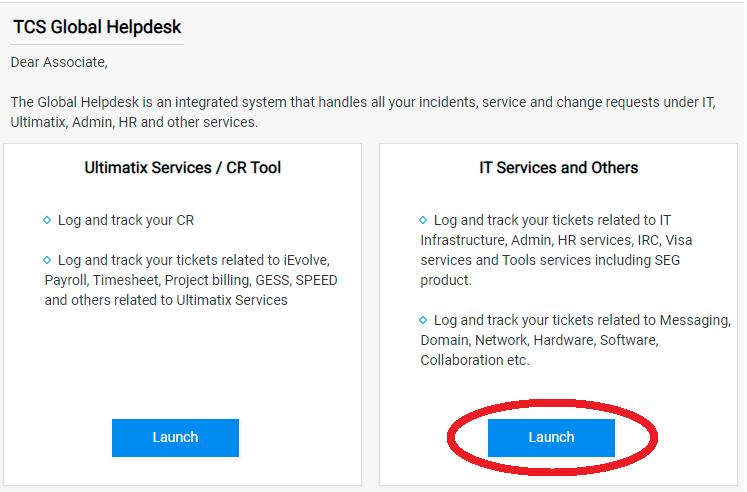 TCS Global Helpdesk
Dear Associate,
The Global Helpdesk is an integrated system that handles all your incidents, service and change requests under IT,
Ultimatix, Admin, HR and other services.
Ultimatix Services / CR Tool
Log and track your CR
Log and track your tickets related to iEvolve,
Payroll, Timesheet, Project billing, GESS, SPEED
and others related to Ultimatix Services
Launch
IT Services and Others
Log and track your tickets related to IT
Infrastructure, Admin, HR services, IRC, Visa
services and Tools services including SEG
product.
Log and track your tickets related to Messaging,
Domain, Network, Hardware, Software,
Collaboration etc.
Launch